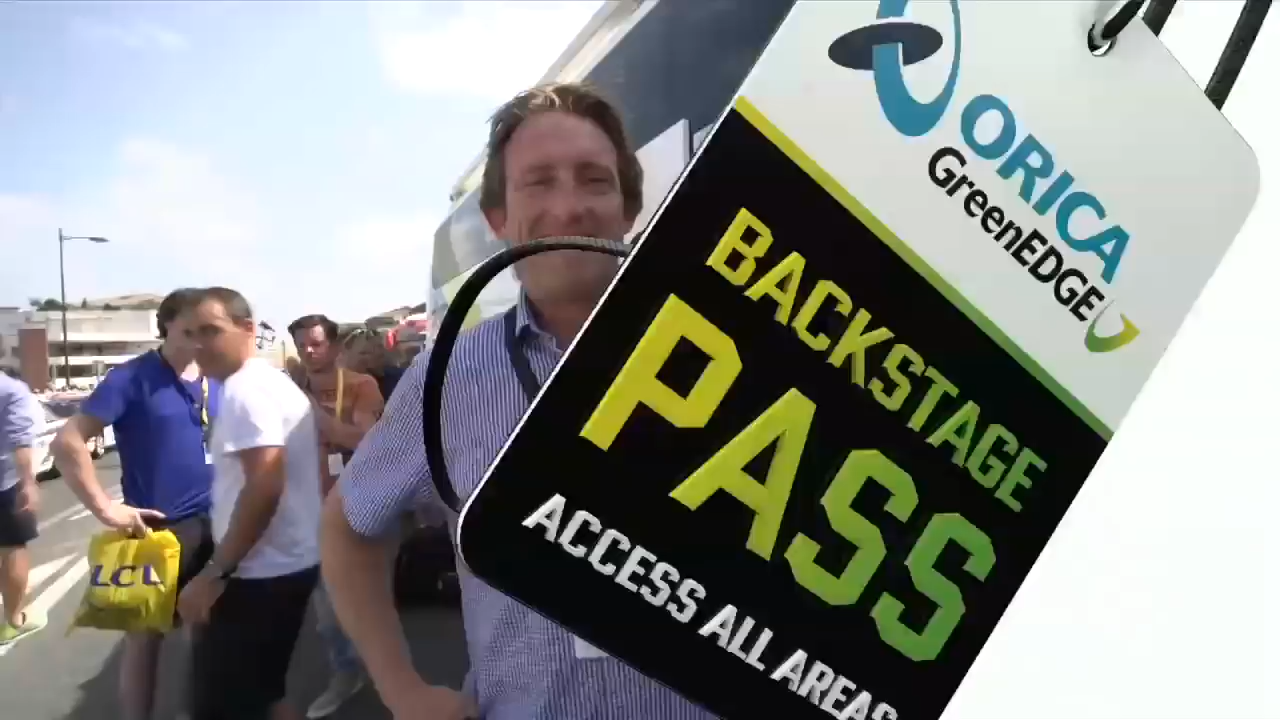 ORICA
GreenEDGE
BACKSTAGE
PASS
ACCESS ALL AREAS
LCL